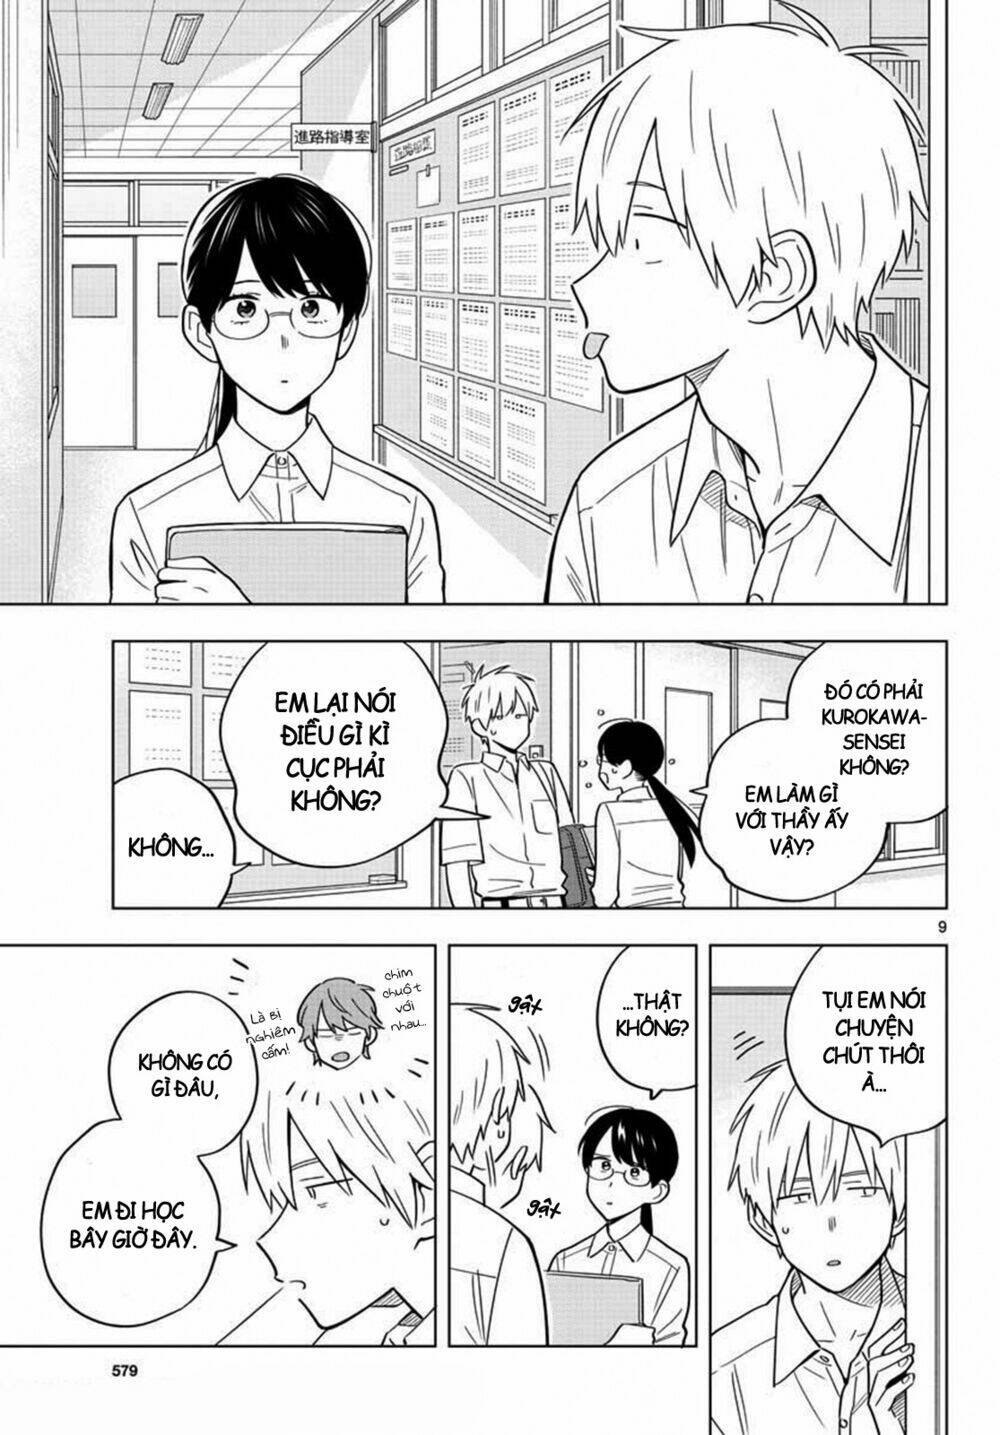 進路指導室
ĐÓ CÓ PHẢI
KUROKAWA-
SENSEI
KHÔNG?
EM LÀM GÌ
VỚI THẦY ẤY
VẬY?
EM LẠI NÓI
ĐIỀU GÌ KÌ
CỤC PHẢI
KHÔNG?
KHÔNG...
9
TỤI EM NÓI
CHUYỆN
CHÚT THÔI
À...
...THẬT
KHÔNG?
gật
gật
chim
chuột
với
nhau...
Là bị
nghiêm
cấm!
KHÔNG CÓ
GÌ ĐÂU,
EM ĐI HỌC
BÂY GIỜ ĐÂY.
579